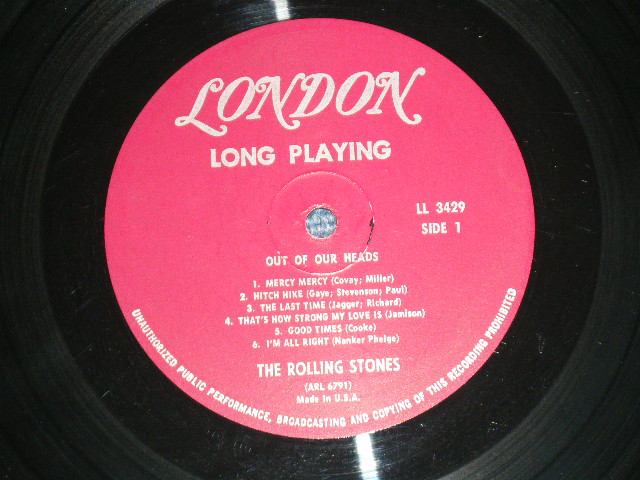 LONDON
LONG PLAYING
LL 3429
SIDE 1
OUT OF OUR HEADS
1. MERCY MERCY (Covay; Miller)
2. HITCH HIKE (Gaye; Stevenson; Paul)
3. THE LAST TIME (Jagger; Richard)
4. THAT'S HOW STRONG MY LOVE IS (Jamison)
5. GOOD TIMES (Cooke)
6. I'M ALL RIGHT (Nanker Phelge)
THE ROLLING STONES
(ARL 6791)
Made in U.S.A.
UNAUTHORIZED PUBLIC PERFORMANCE, BROADCASTING AND COPYING OF THIS RECORDING PROHIBITED